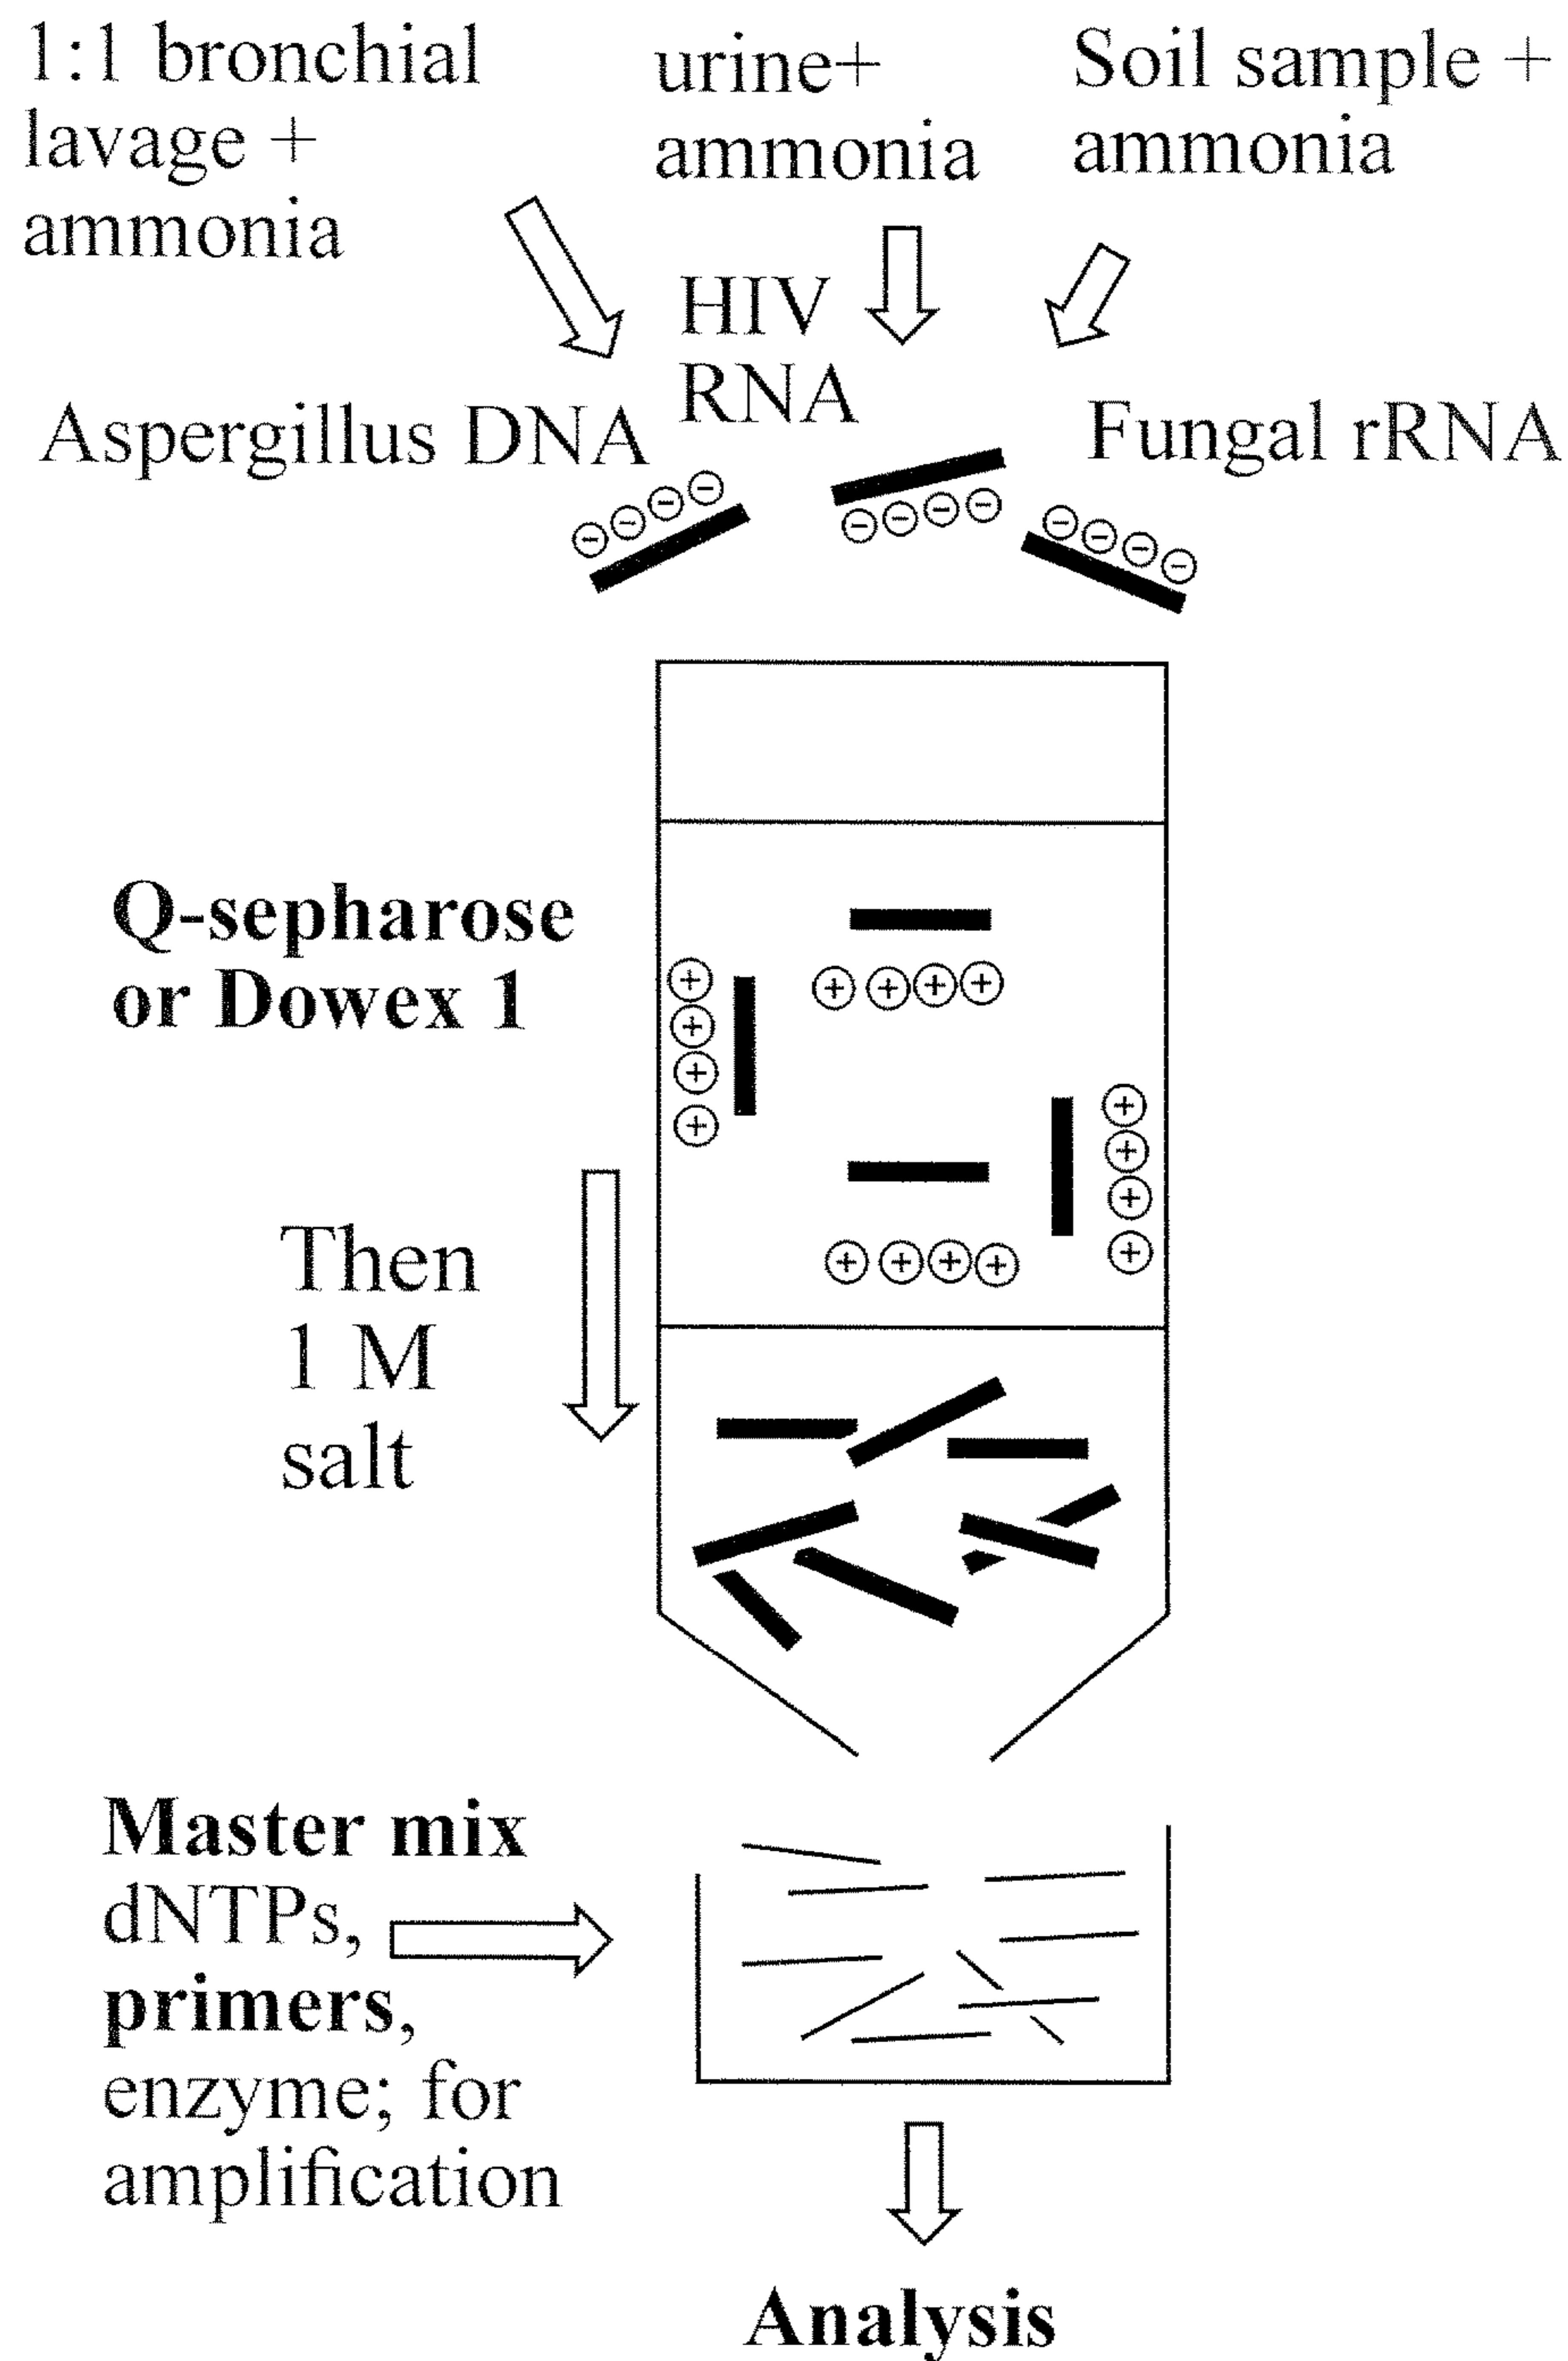 1:1 bronchial
lavage +
ammonia
urine+
ammonia
Soil sample +
ammonia
HIV
RNA
Aspergillus DNA
Fungal rRNA
Q-sepharose
or Dowex 1
Then
1 M
salt
Master mix
dNTPs,
primers,
enzyme; for
amplification
Analysis